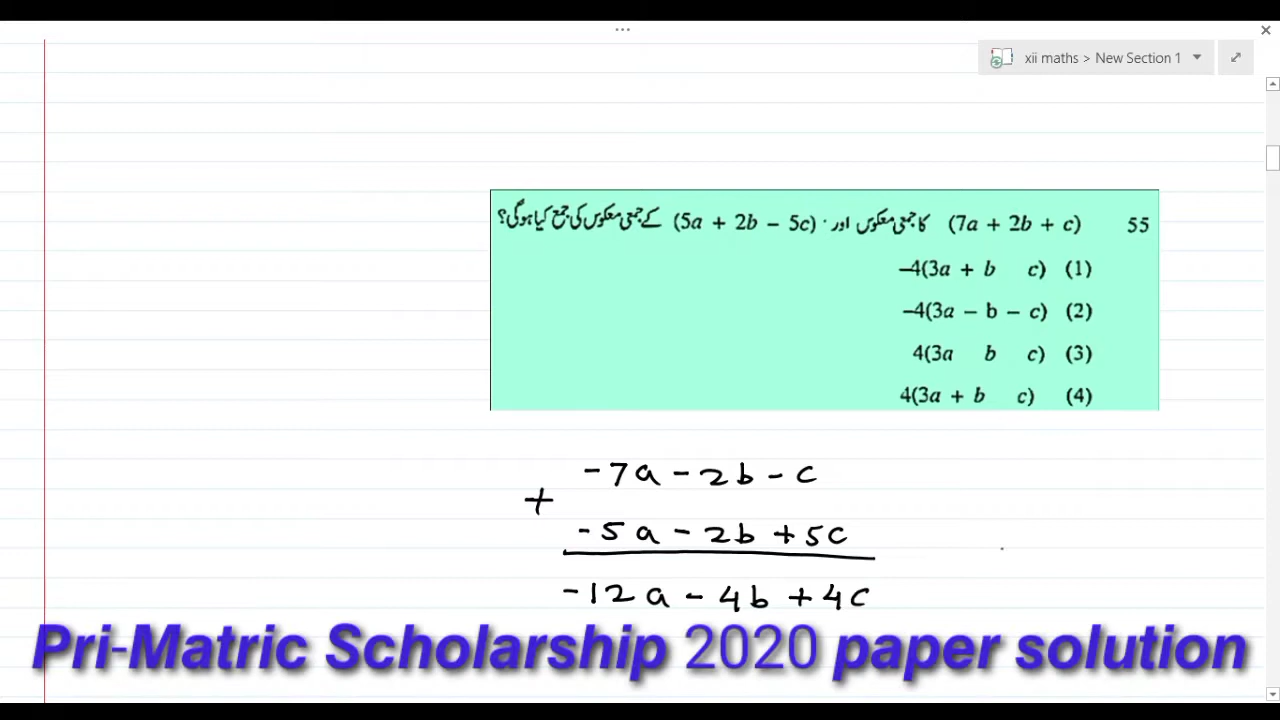 xii maths > New Section 1
55 (7a + 2b + c) کا جمعی معکوس اور (5a + 2b − 5c) کے جمعی معکوس کی جمع کیا ہوگی؟
(1) −4(3a + b c)
(2) −4(3a − b − c)
(3) 4(3a b c)
(4) 4(3a + b c)
-7a - 2b - c
+
-5a - 2b + 5c
-12a - 4b + 4c
Pri-Matric Scholarship 2020 paper solution